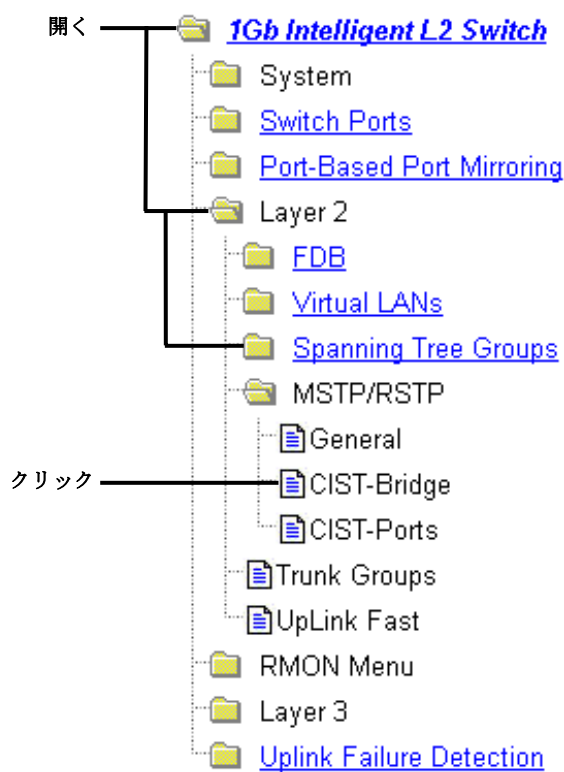 開く
1Gb Intelligent L2 Switch
System
Switch Ports
Port-Based Port Mirroring
Layer 2
FDB
Virtual LANs
Spanning Tree Groups
MSTP/RSTP
General
クリック
CIST-Bridge
CIST-Ports
Trunk Groups
UpLink Fast
RMON Menu
Layer 3
Uplink Failure Detection